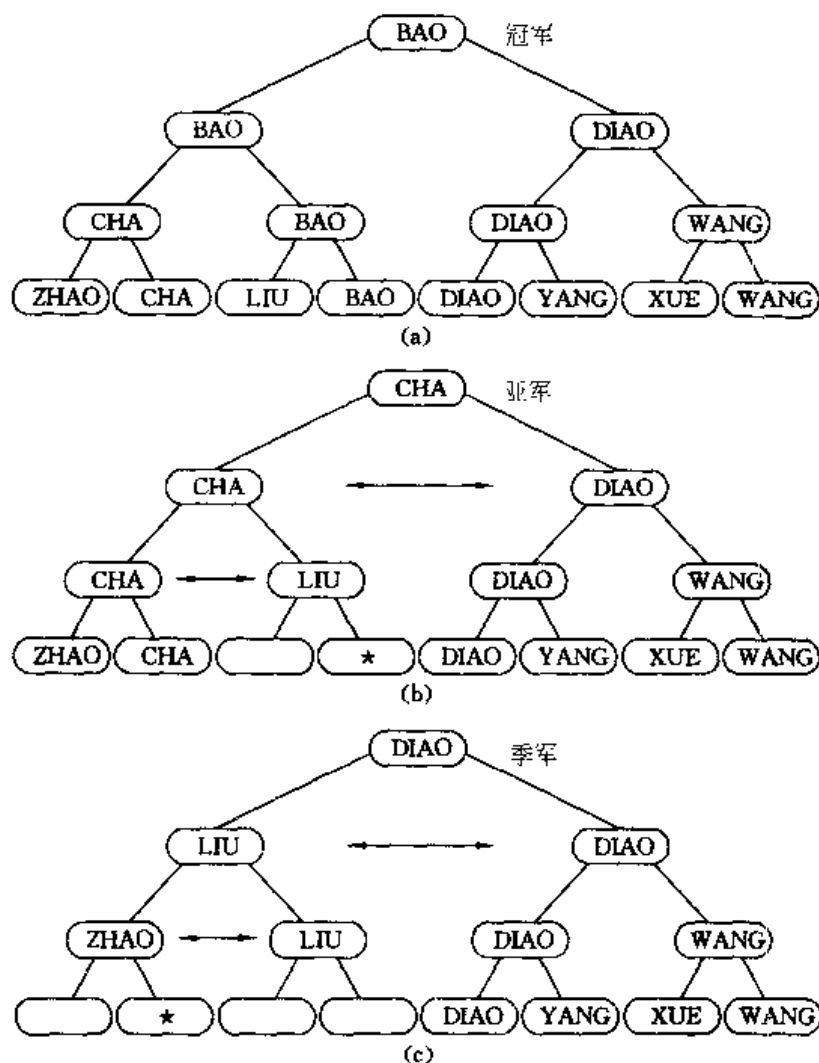 BAO 冠军
BAO DIAO
CHA BAO DIAO WANG
ZHAO CHA LIU BAO DIAO YANG XUE WANG
(a)
CHA 亚军
CHA DIAO
CHA LIU DIAO WANG
ZHAO CHA ★ DIAO YANG XUE WANG
(b)
DIAO 季军
LIU DIAO
ZHAO LIU DIAO WANG
★ DIAO YANG XUE WANG
(c)